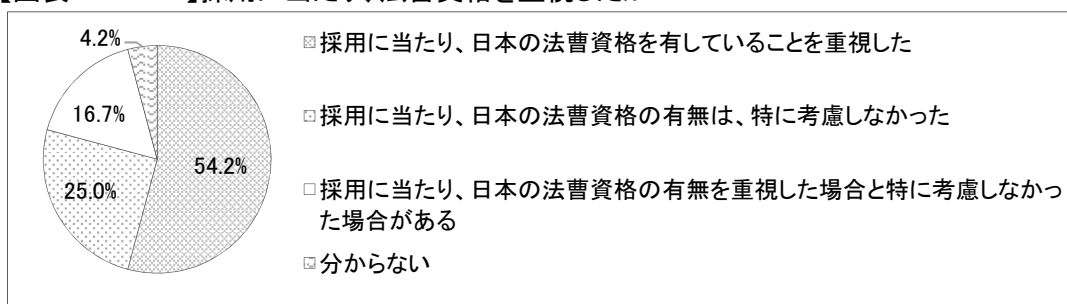 4.2%
16.7%
25.0%
54.2%
採用に当たり、日本の法曹資格を有していることを重視した
採用に当たり、日本の法曹資格の有無は、特に考慮しなかった
採用に当たり、日本の法曹資格の有無を重視した場合と特に考慮しなかっ
た場合がある
分からない